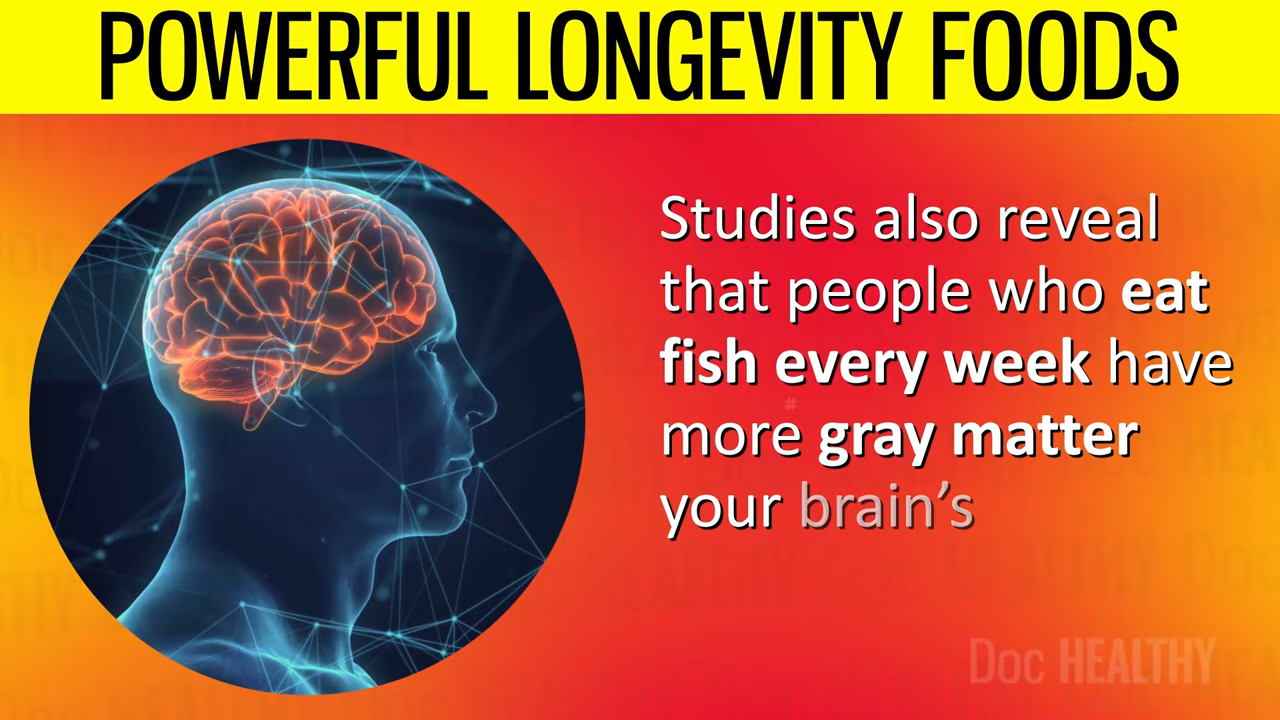 POWERFUL LONGEVITY FOODS
Studies also reveal
that people who eat
fish every week have
more gray matter
your brain’s
#
Doc HEALTHY